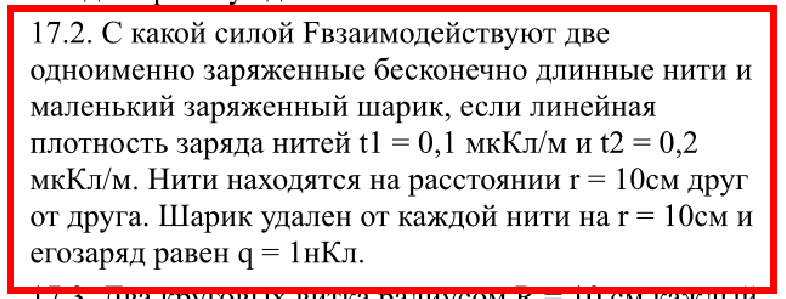 17.2. С какой силой Fвзаимодействуют две
одноименно заряженные бесконечно длинные нити и
маленький заряженный шарик, если линейная
плотность заряда нитей t1 = 0,1 мкКл/м и t2 = 0,2
мкКл/м. Нити находятся на расстоянии r = 10см друг
от друга. Шарик удален от каждой нити на r = 10см и
егозаряд равен q = 1нКл.